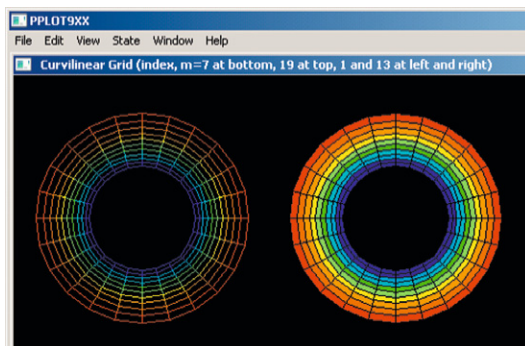 PPLOT9XX
File Edit View State Window Help
Curvilinear Grid (index, m=7 at bottom, 19 at top, 1 and 13 at left and right)